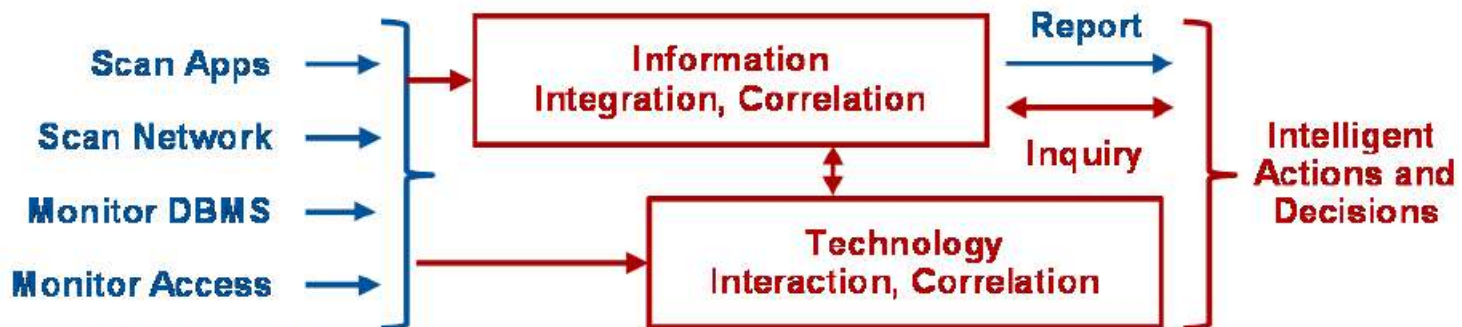 Scan Apps
Scan Network
Monitor DBMS
Monitor Access
Information
Integration, Correlation
Technology
Interaction, Correlation
Report
Inquiry
Intelligent
Actions and
Decisions